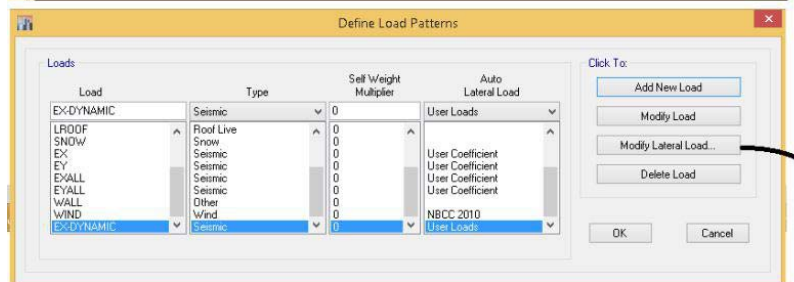 Define Load Patterns
Loads
Click To:
Load Type Self Weight Multiplier Auto Lateral Load
EX-DYNAMIC Seismic 0 User Loads
LROOF Roof Live 0
SNOW Snow 0
EX Seismic 0 User Coefficient
EY Seismic 0 User Coefficient
EXALL Seismic 0 User Coefficient
EYALL Seismic 0 User Coefficient
WALL Other 0
WIND Wind 0 NBCC 2010
EX-DYNAMIC Seismic 0 User Loads
Add New Load
Modify Load
Modify Lateral Load...
Delete Load
OK Cancel